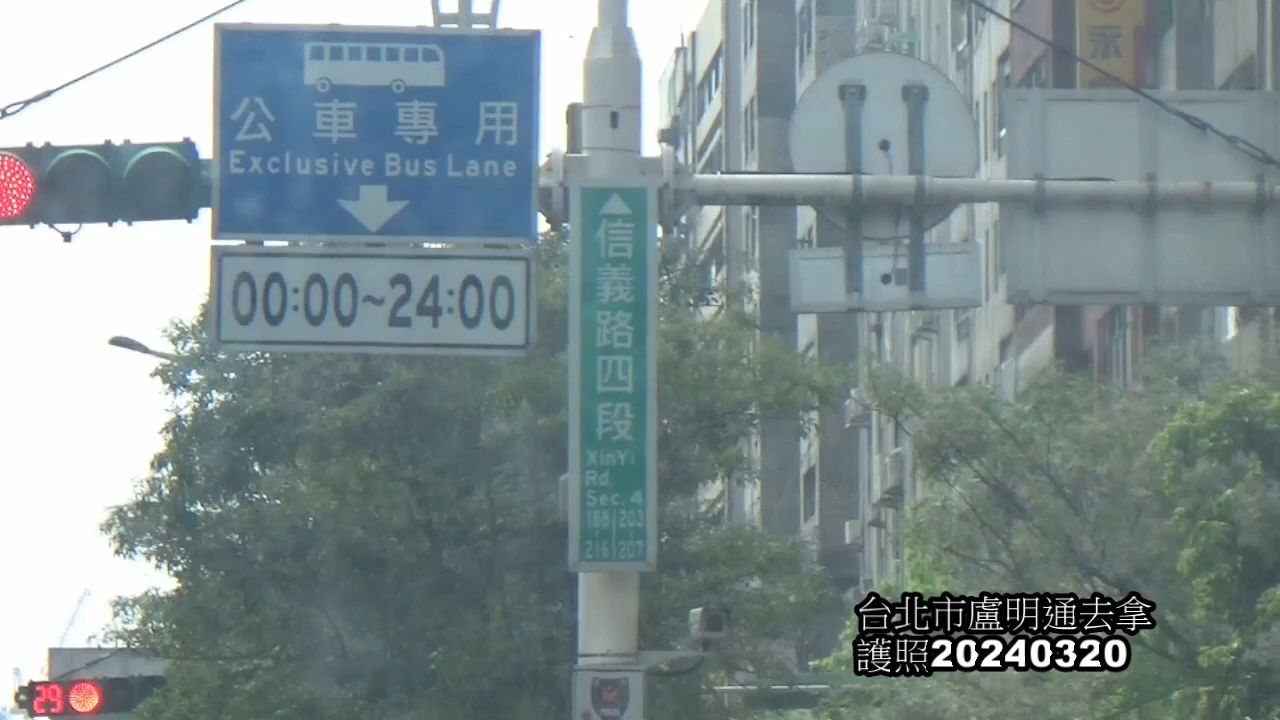 公車專用
Exclusive Bus Lane
00:00~24:00
信義路四段
XinYi
Rd.
Sec. 4
188 203
216 207
永
29
台北市盧明通去拿
護照20240320